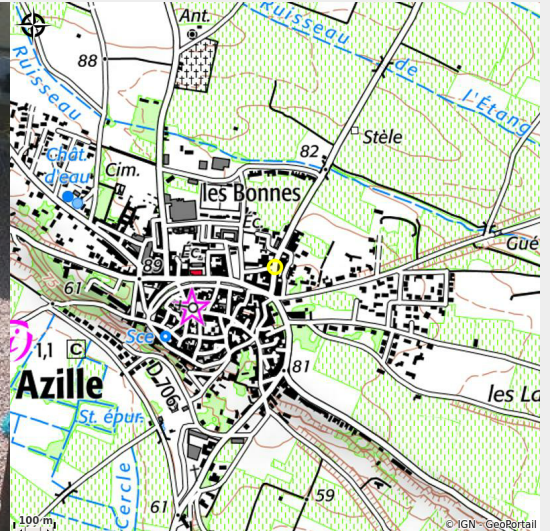 Ant.
Ruisseau
de
l'Étang
88
Ruisseau
Stèle
82
Chât.
d'eau
Cim.
les Bonnes
C.
Gué
89
61
75
Sce
1,1
C
81
Azille
D 706
les La
St. épur.
Cercle
61
59
100 m
© IGN - GeoPortail